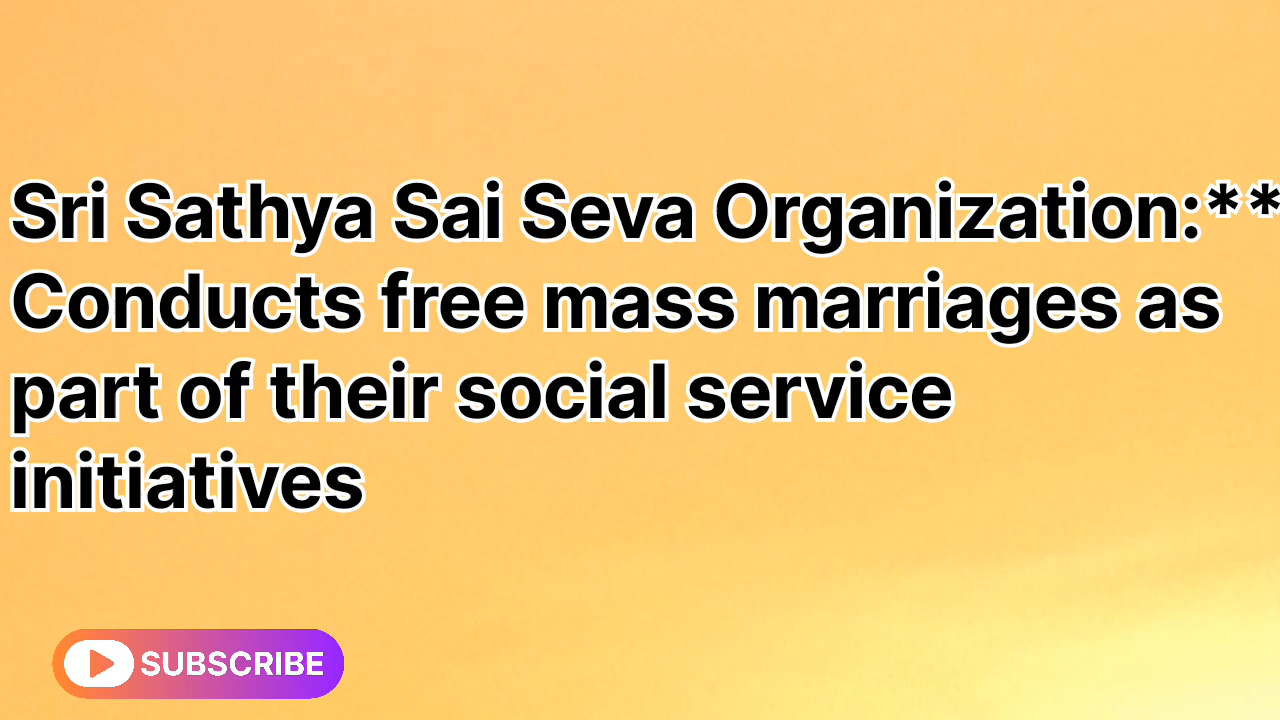 Sri Sathya Sai Seva Organization:**
Conducts free mass marriages as
part of their social service
initiatives
SUBSCRIBE